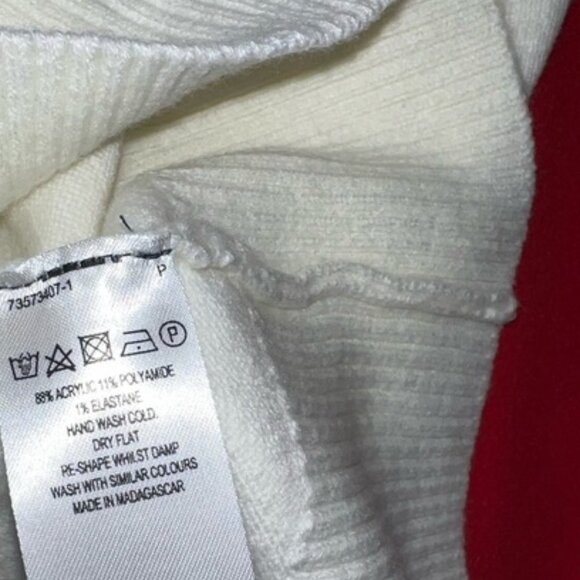 P
73573407-1
P
88% ACRYLIC 11% POLYAMIDE
1% ELASTANE
HAND WASH COLD.
DRY FLAT
RE-SHAPE WHILST DAMP
WASH WITH SIMILAR COLOURS
MADE IN MADAGASCAR